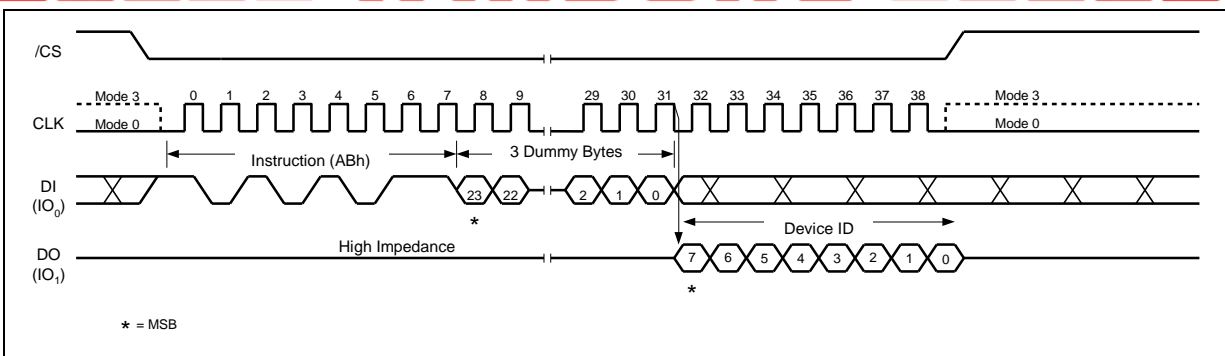 /CS
Mode 3 0 1 2 3 4 5 6 7 8 9 29 30 31 32 33 34 35 36 37 38 Mode 3
CLK Mode 0 Mode 0
Instruction (ABh) 3 Dummy Bytes
DI
(IO0)
23 22 2 1 0
*
Device ID
High Impedance
DO
(IO1)
7 6 5 4 3 2 1 0
*
* = MSB